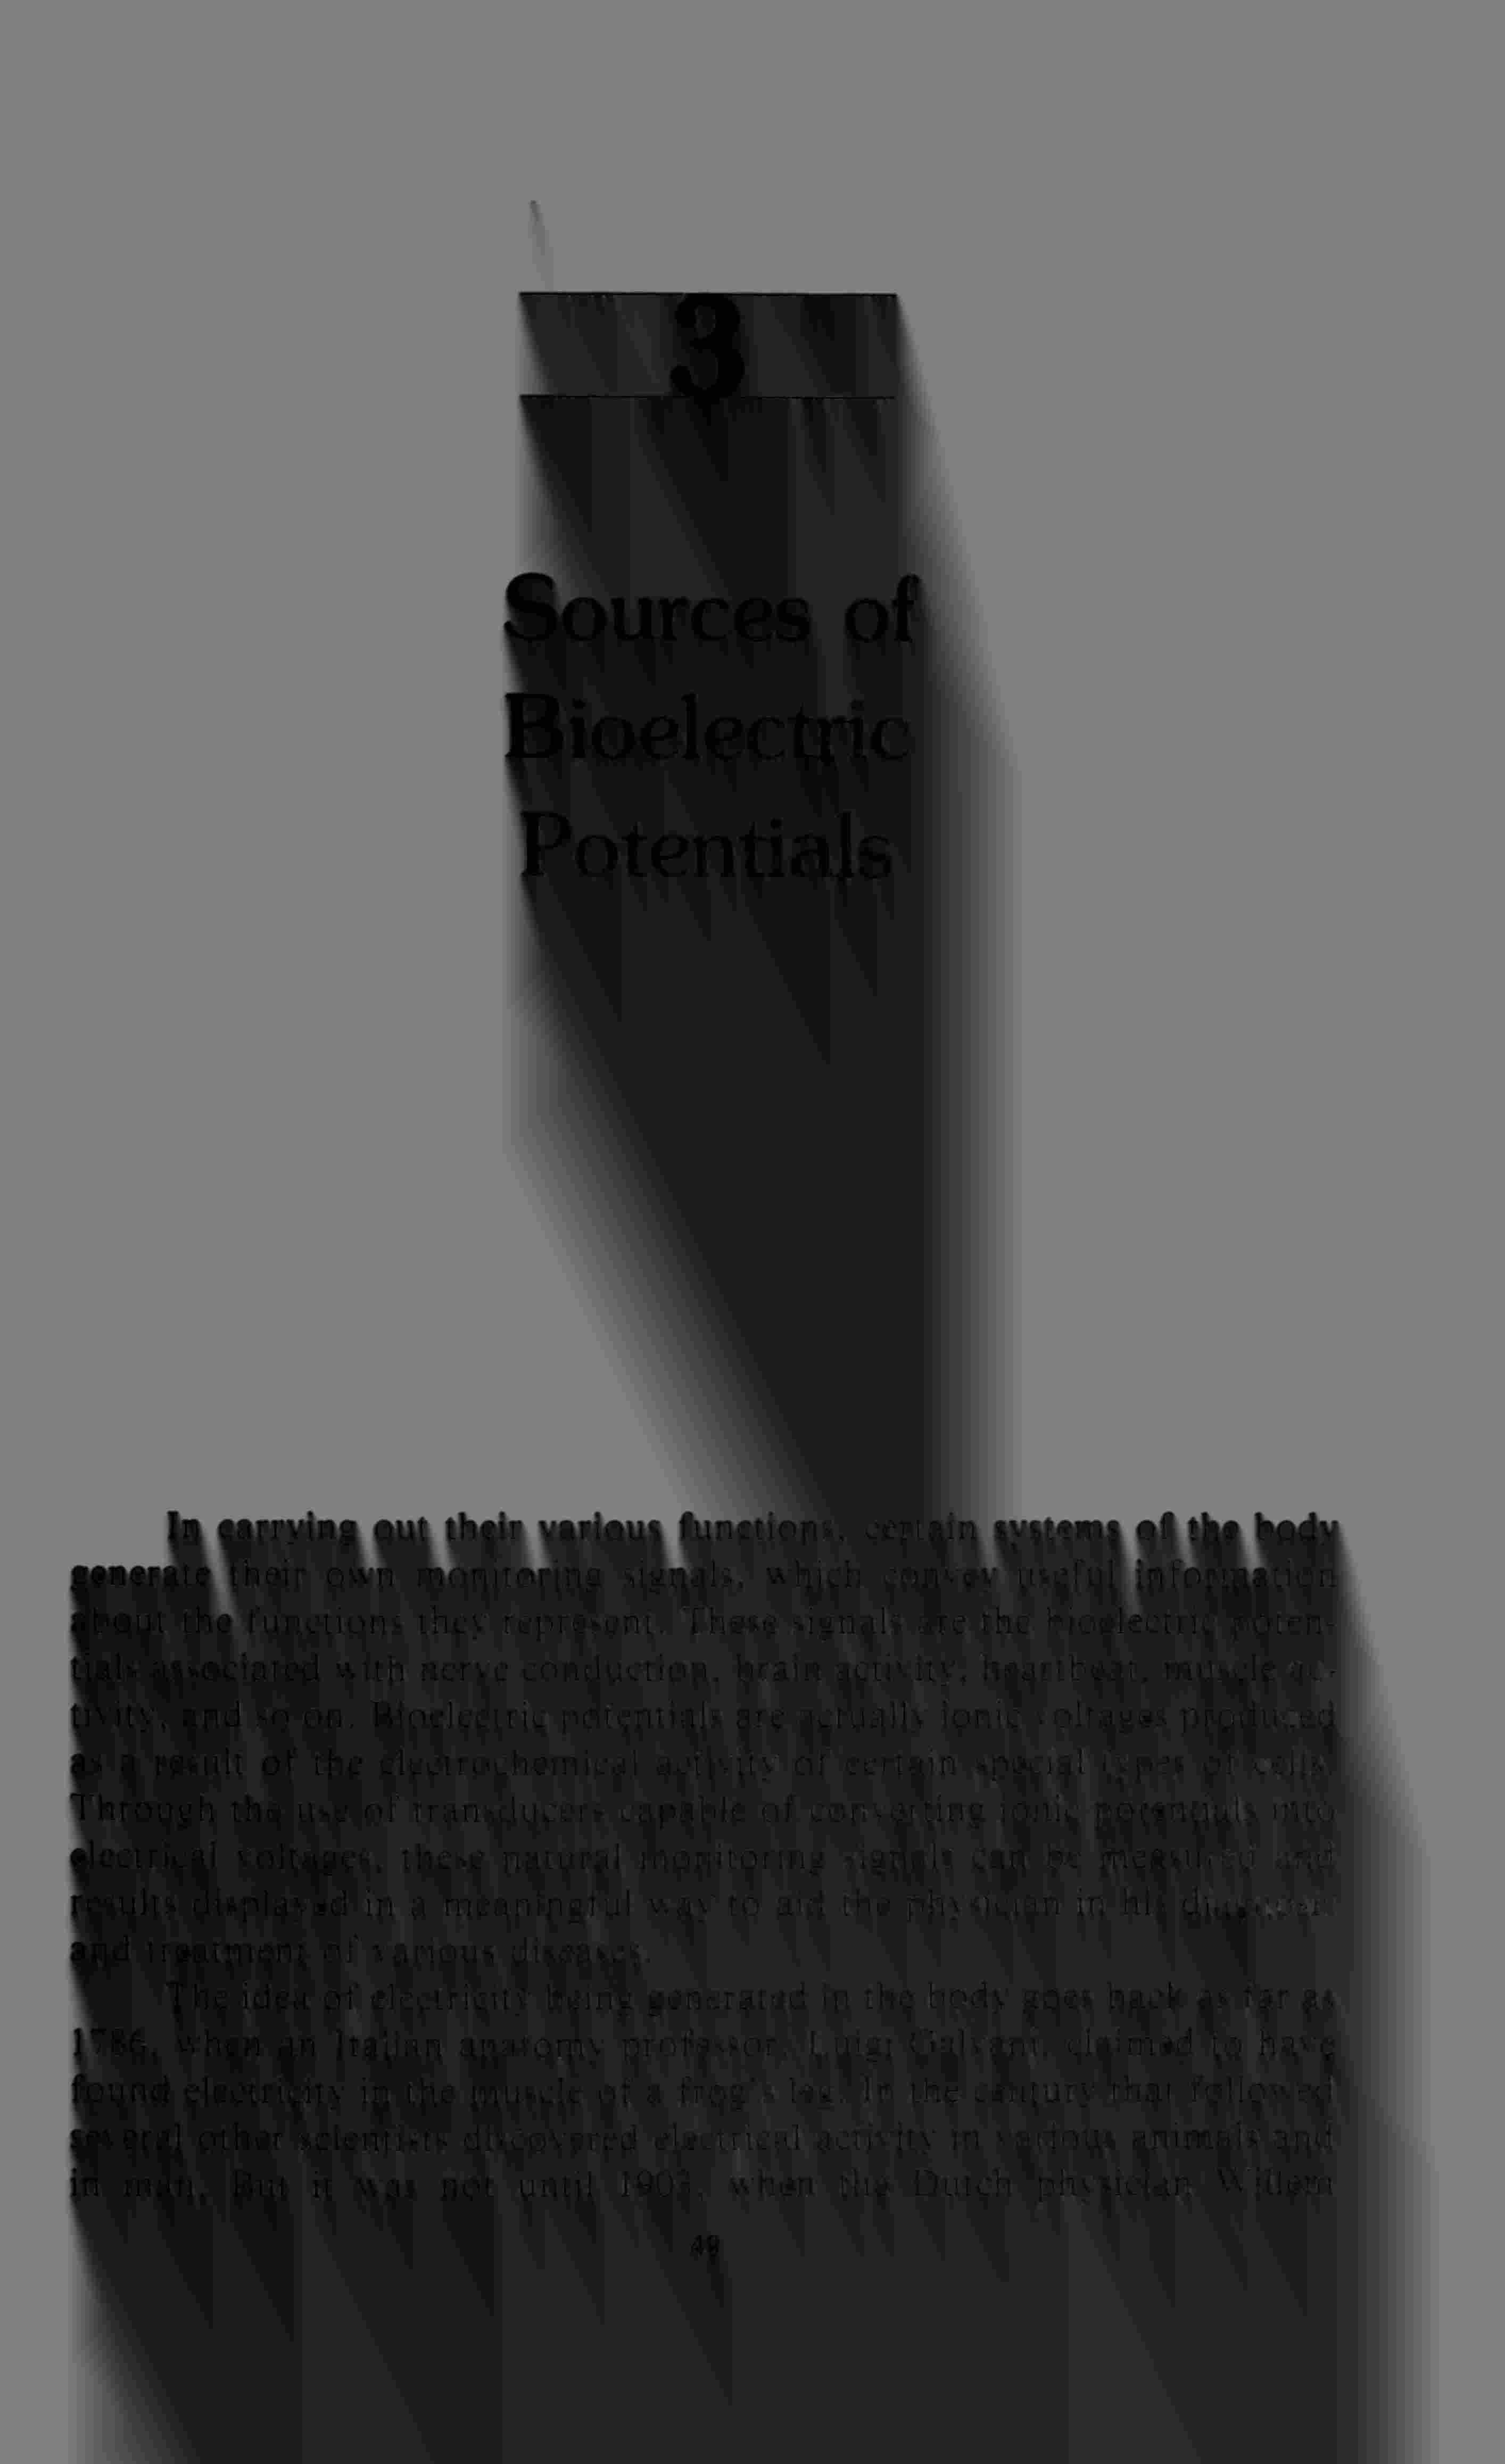 3
Sources of
Bioelectric
Potentials
In carrying out their various functions, certain systems of the body
generate their own monitoring signals, which convey useful information
about the functions they represent. These signals are the bioelectric poten-
tials associated with nerve conduction, brain activity, heartbeat, muscle ac-
tivity, and so on. Bioelectric potentials are actually ionic voltages produced
as a result of the electrochemical activity of certain special types of cells.
Through the use of transducers capable of converting ionic potentials into
electrical voltages, these natural monitoring signals can be measured and
results displayed in a meaningful way to aid the physician in his
and treatment of various diseases.
The idea of electricity being generated in the body goes back as far as
1786, when an Italian anatomy professor, Luigi Galvani, claimed to have
found electricity in the muscle of a frog's leg. In the century that followed
several other scientists discovered electrical activity in various animals and
in man. But it was not until 1903, when the Dutch physician Willem
49